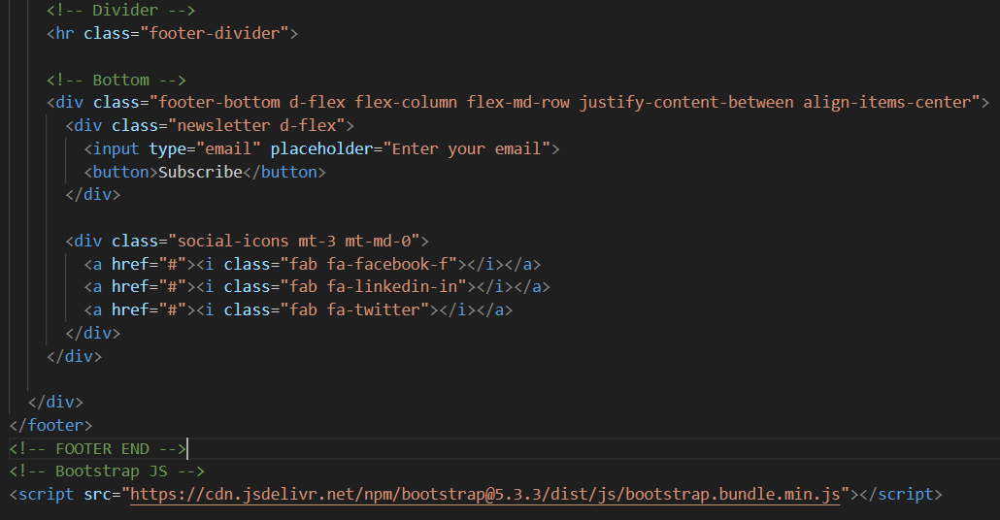 <!-- Divider -->
<hr class="footer-divider">
<!-- Bottom -->
<div class="footer-bottom d-flex flex-column flex-md-row justify-content-between align-items-center">
<div class="newsletter d-flex">
<input type="email" placeholder="Enter your email">
<button>Subscribe</button>
</div>
<div class="social-icons mt-3 mt-md-0">
<a href="#"><i class="fab fa-facebook-f"></i></a>
<a href="#"><i class="fab fa-linkedin-in"></i></a>
<a href="#"><i class="fab fa-twitter"></i></a>
</div>
</div>
</div>
</footer>
<!-- FOOTER END -->
<!-- Bootstrap JS -->
<script src="https://cdn.jsdelivr.net/npm/bootstrap@5.3.3/dist/js/bootstrap.bundle.min.js"></script>